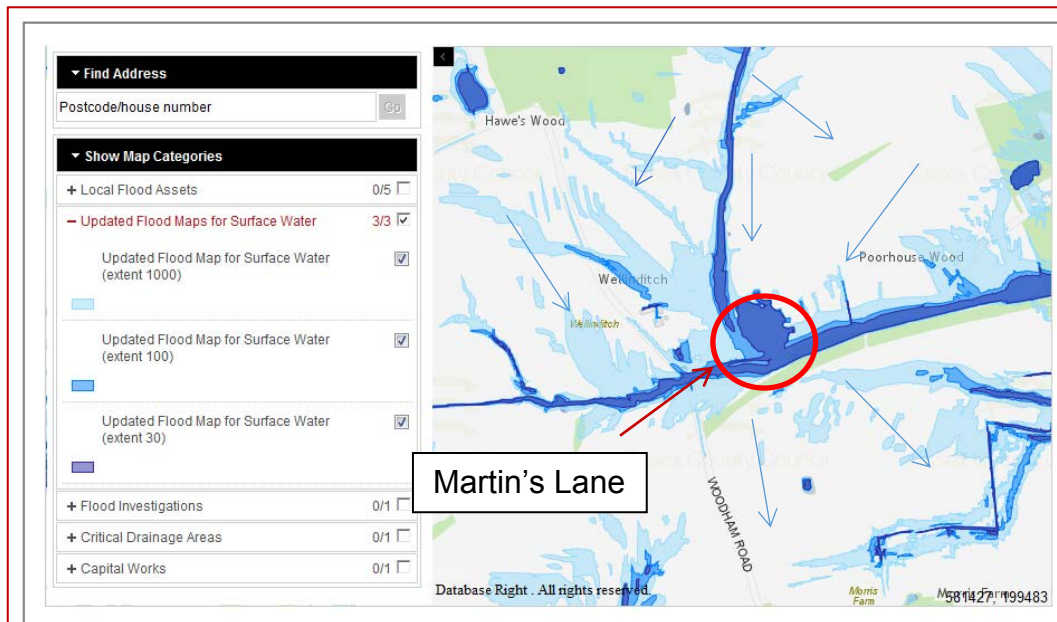 Find Address
Postcode/house number
Go
Show Map Categories
+ Local Flood Assets 0/5
− Updated Flood Maps for Surface Water 3/3
Updated Flood Map for Surface Water
(extent 1000)
Updated Flood Map for Surface Water
(extent 100)
Updated Flood Map for Surface Water
(extent 30)
+ Flood Investigations 0/1
+ Critical Drainage Areas 0/1
+ Capital Works 0/1
Hawe's Wood
Poorhouse Wood
Wellinditch
Wellinditch
Martin's Lane
WOODHAM ROAD
Database Right . All rights reserved.
Morris
Farm
581427, 199483